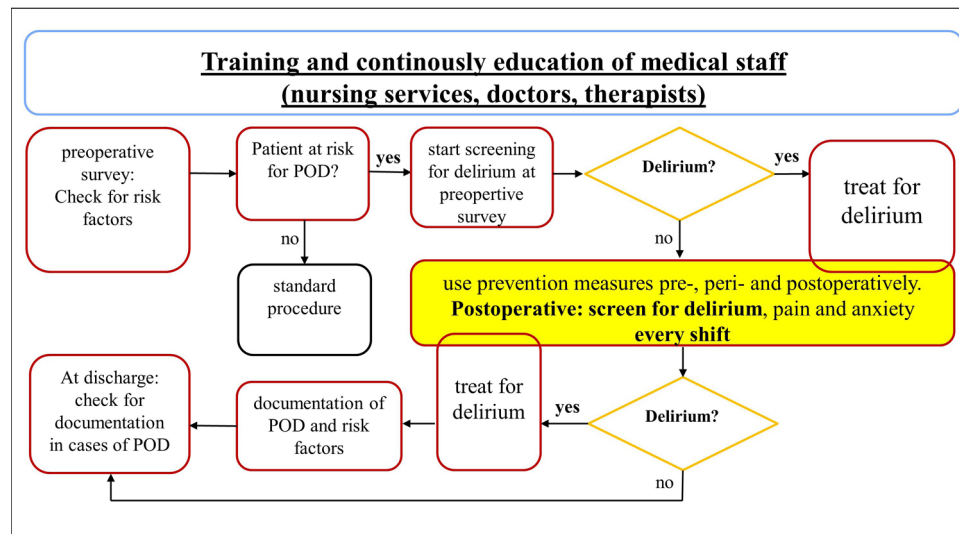 Training and continously education of medical staff
(nursing services, doctors, therapists)
preoperative
survey:
Check for risk
factors
Patient at risk
for POD?
yes
no
standard
procedure
start screening
for delirium at
preopertive
survey
Delirium?
yes
treat for
delirium
no
use prevention measures pre-, peri- and postoperatively.
Postoperative: screen for delirium, pain and anxiety
every shift
Delirium?
yes
treat for
delirium
documentation of
POD and risk
factors
At discharge:
check for
documentation
in cases of POD
no